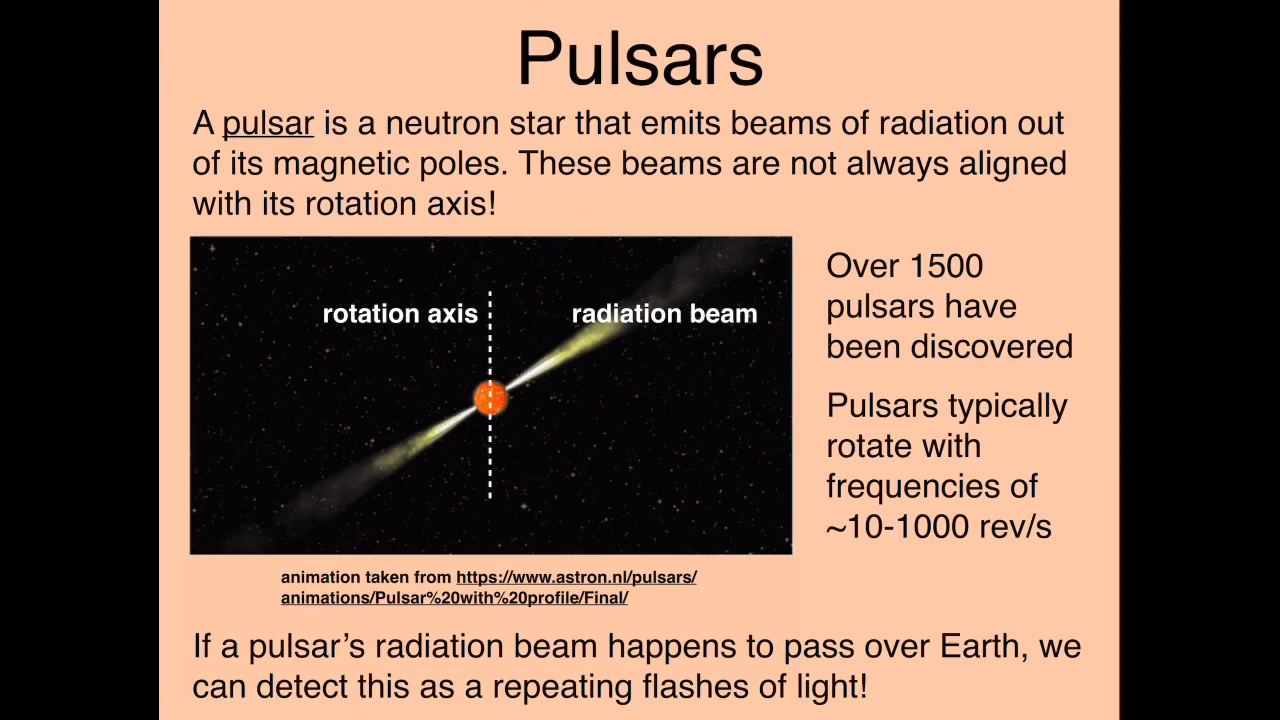 Pulsars
A pulsar is a neutron star that emits beams of radiation out
of its magnetic poles. These beams are not always aligned
with its rotation axis!
rotation axis
radiation beam
Over 1500
pulsars have
been discovered
Pulsars typically
rotate with
frequencies of
~10-1000 rev/s
animation taken from https://www.astron.nl/pulsars/
animations/Pulsar%20with%20profile/Final/
If a pulsar’s radiation beam happens to pass over Earth, we
can detect this as a repeating flashes of light!